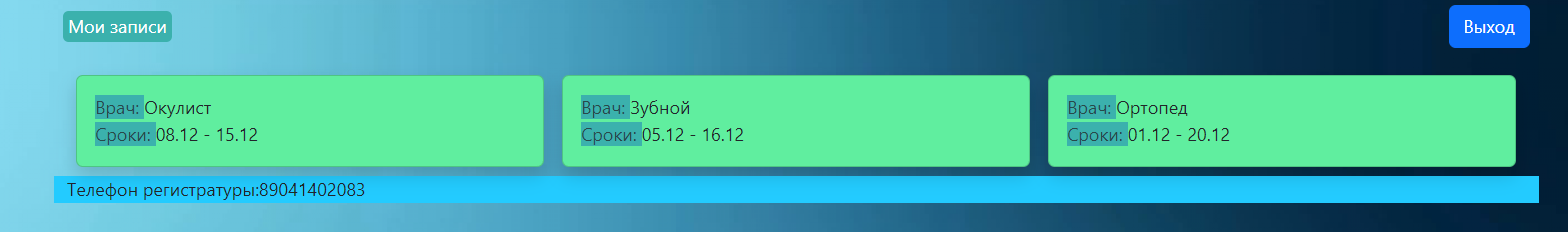 Мои записи
Выход
Врач: Окулист
Сроки: 08.12 - 15.12
Врач: Зубной
Сроки: 05.12 - 16.12
Врач: Ортопед
Сроки: 01.12 - 20.12
Телефон регистратуры:89041402083